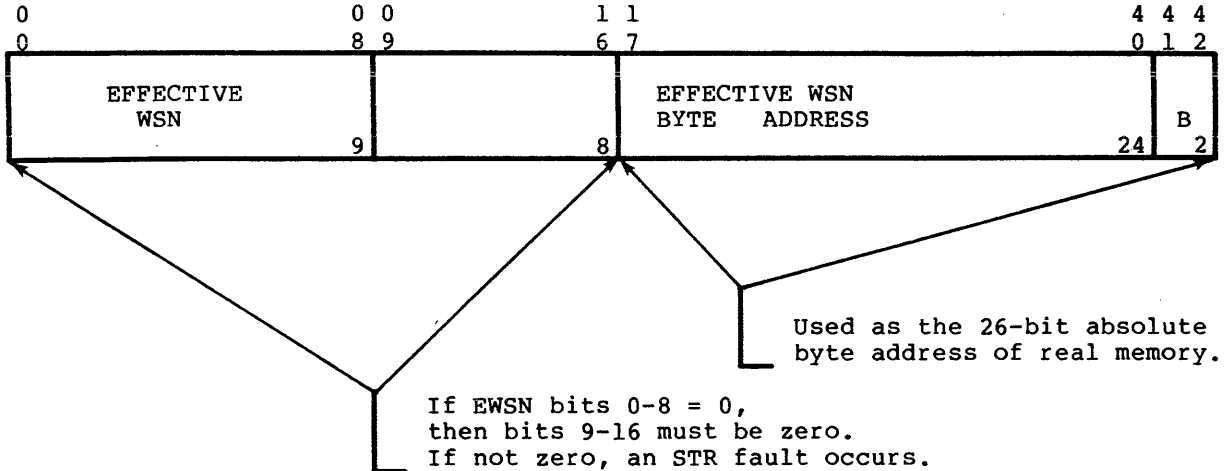 0 0 0 1 1 4 4 4
0 8 9 6 7 0 1 2
EFFECTIVE
WSN
EFFECTIVE WSN
BYTE ADDRESS
B
9 8 24 2
Used as the 26-bit absolute
byte address of real memory.
If EWSN bits 0-8 = 0,
then bits 9-16 must be zero.
If not zero, an STR fault occurs.